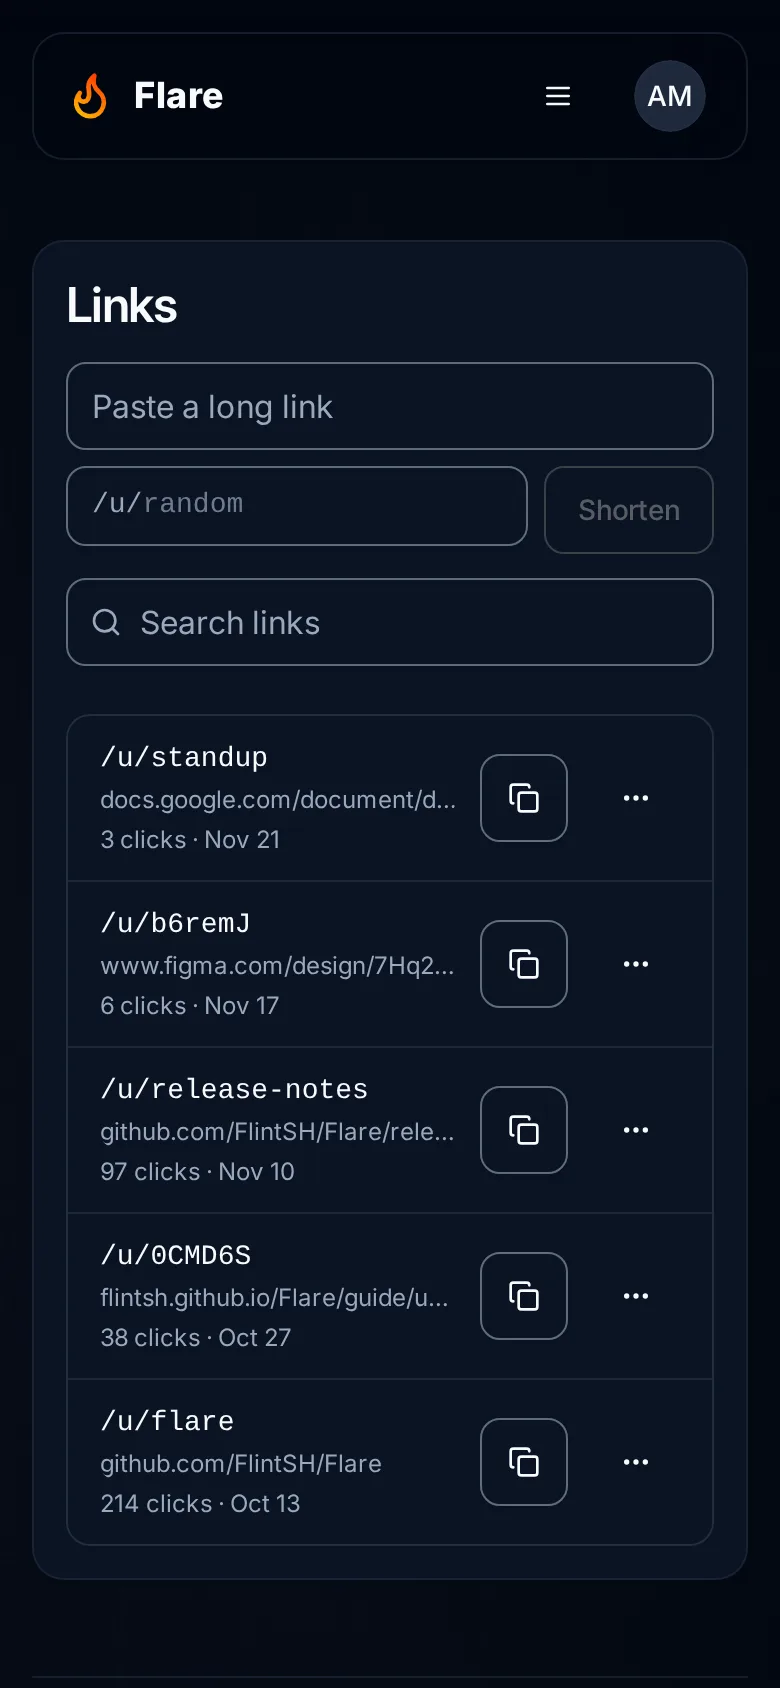 Flare
AM
Links
Paste a long link
/u/random
Shorten
Search links
/u/standup
docs.google.com/document/d...
3 clicks · Nov 21
/u/b6remJ
www.figma.com/design/7Hq2...
6 clicks · Nov 17
/u/release-notes
github.com/FlintSH/Flare/rele...
97 clicks · Nov 10
/u/0CMD6S
flintsh.github.io/Flare/guide/u...
38 clicks · Oct 27
/u/flare
github.com/FlintSH/Flare
214 clicks · Oct 13